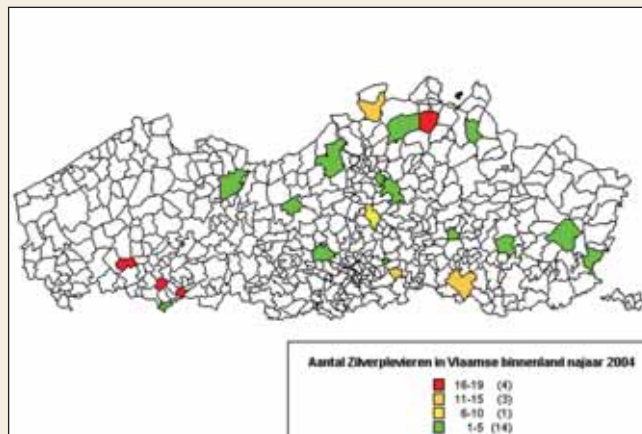 Aantal Zilverplevieren in Vlaamse binnenland najaar 2004
16-19 (4)
11-15 (3)
6-10 (1)
1-5 (14)